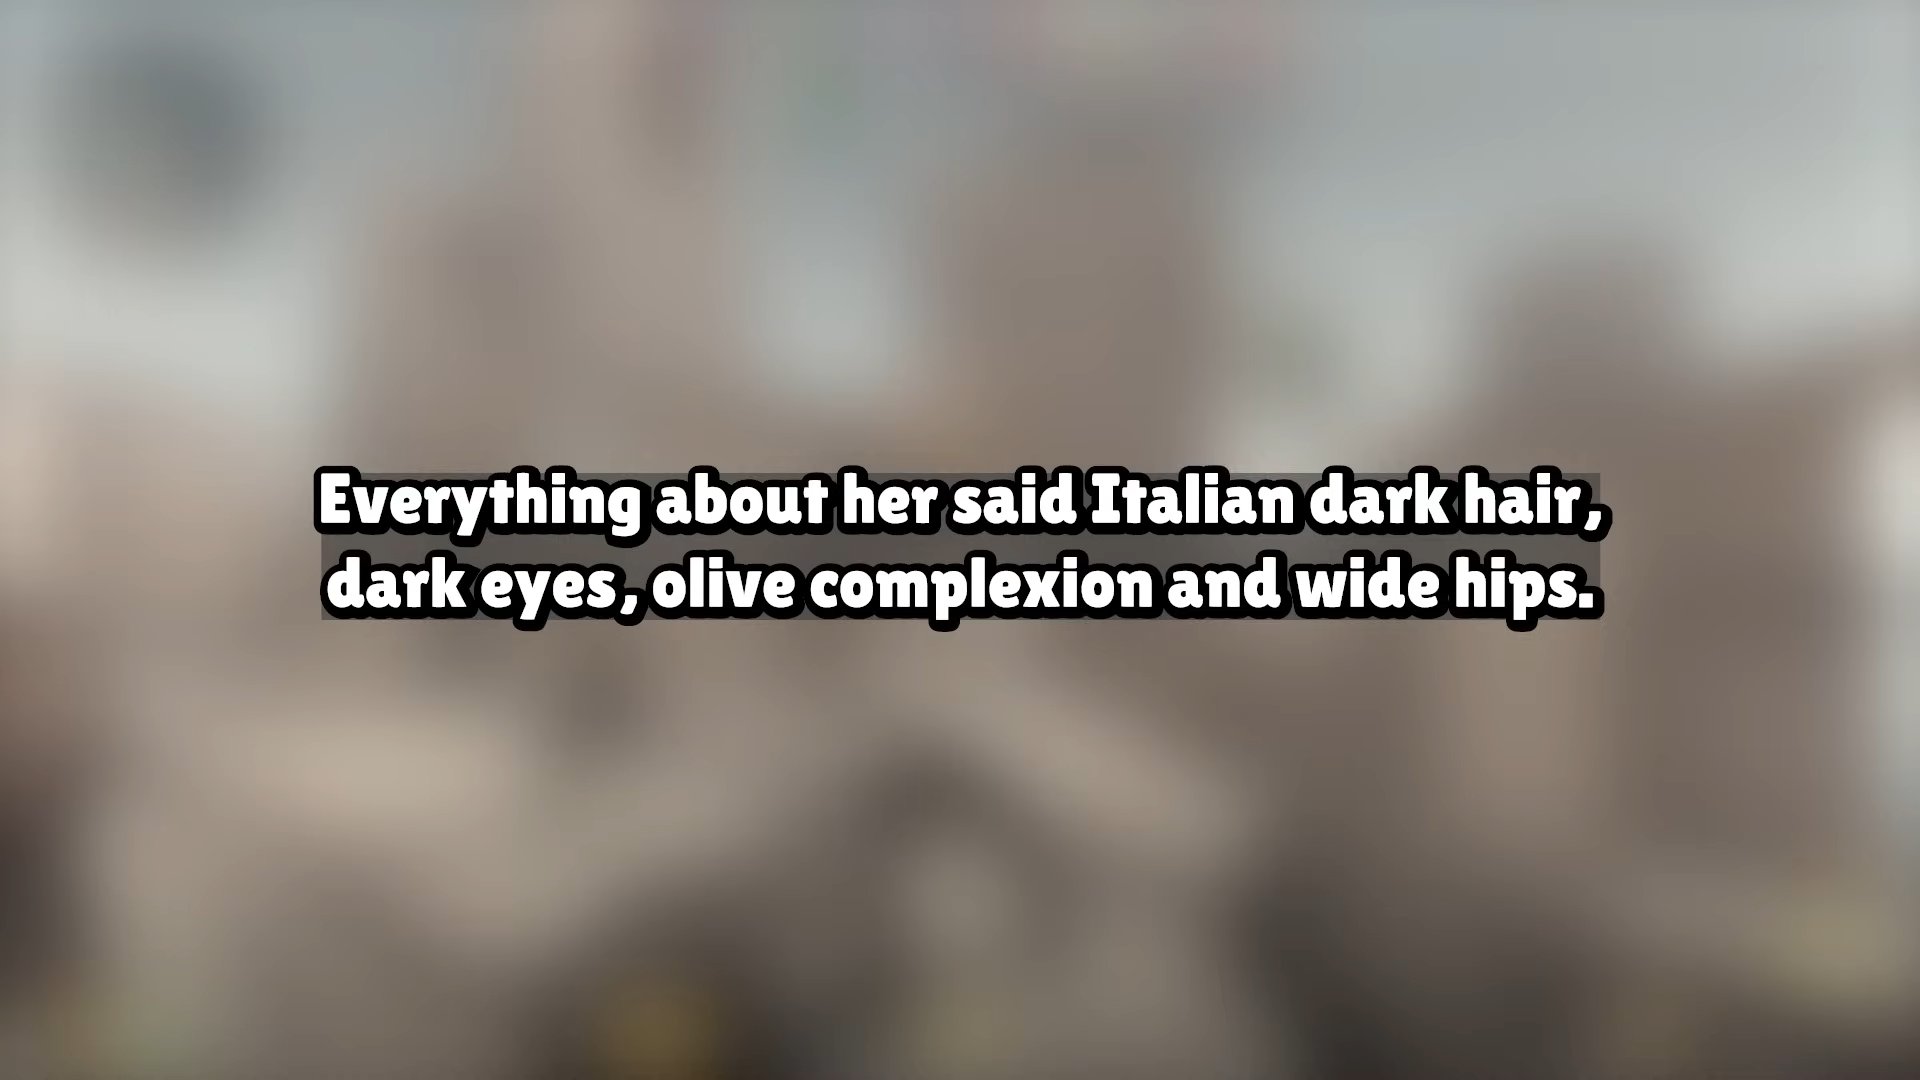 Everything about her said Italian dark hair,
dark eyes, olive complexion and wide hips.